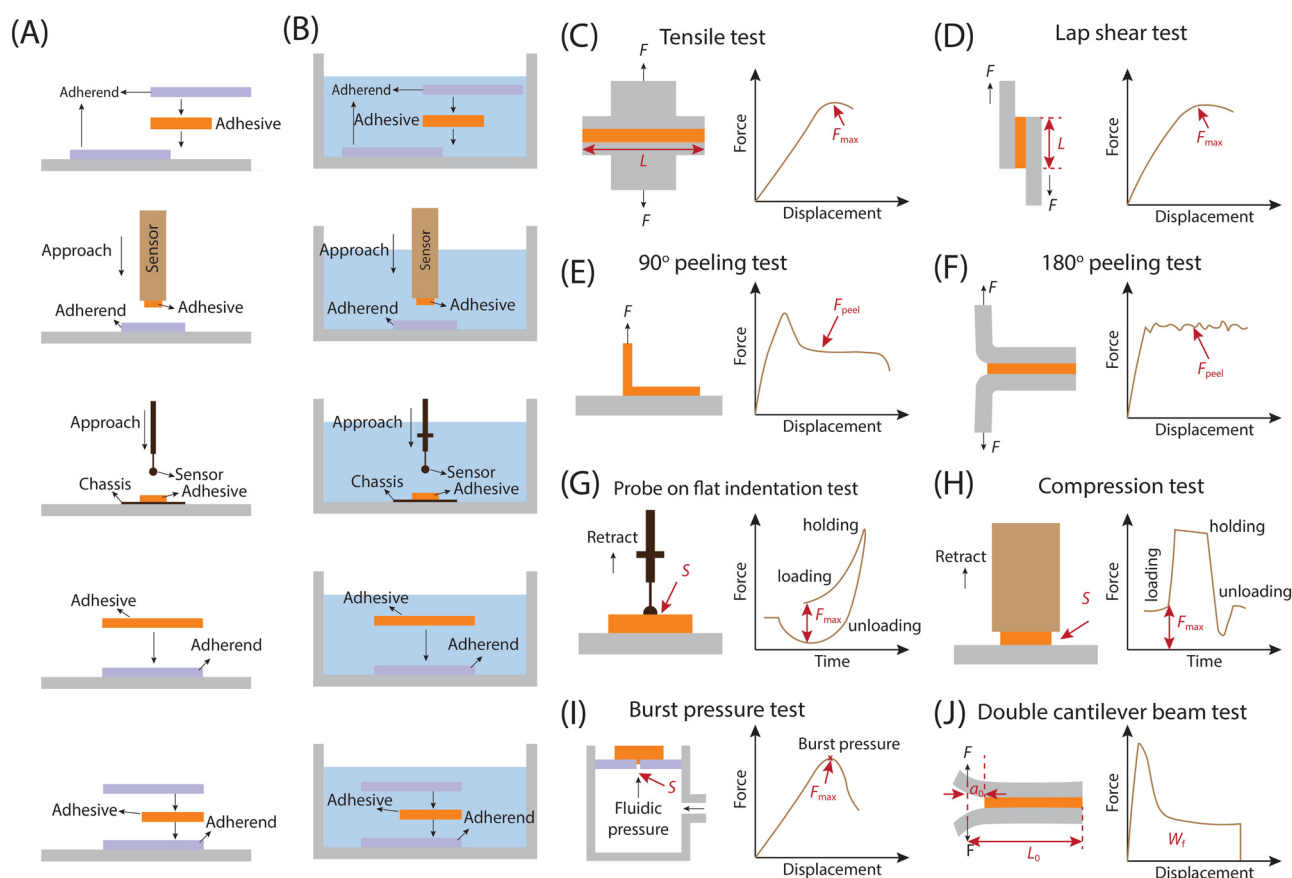 (A)
Adherend
Adhesive
Approach
Sensor
Adherend
Adhesive
Approach
Sensor
Chassis
Adhesive
Adhesive
Adherend
Adhesive
Adherend
(B)
Adherend
Adhesive
Approach
Sensor
Adherend
Adhesive
Approach
Sensor
Chassis
Adhesive
Adhesive
Adherend
Adhesive
Adherend
(C)
Tensile test
F
L
F
Force
Fmax
Displacement
(D)
Lap shear test
F
L
F
Force
Fmax
Displacement
(E)
90° peeling test
F
Force
Fpeel
Displacement
(F)
180° peeling test
F
F
Force
Fpeel
Displacement
(G)
Probe on flat indentation test
Retract
S
Force
holding
loading
Fmax
unloading
Time
(H)
Compression test
Retract
S
Force
loading
holding
unloading
Fmax
Time
(I)
Burst pressure test
S
Fluidic
pressure
Force
Burst pressure
Fmax
Displacement
(J)
Double cantilever beam test
F
a0
F
L0
Force
Wf
Displacement